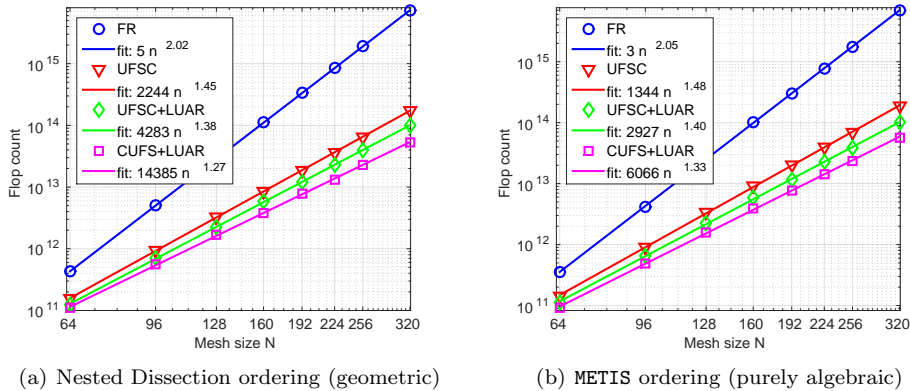 FR
fit: 5 n 2.02
UFSC
fit: 2244 n 1.45
UFSC+LUAR
fit: 4283 n 1.38
CUFS+LUAR
fit: 14385 n 1.27
Flop count
10 15
10 14
10 13
10 12
10 11
64 96 128 160 192 224 256 320
Mesh size N
(a) Nested Dissection ordering (geometric)
FR
fit: 3 n 2.05
UFSC
fit: 1344 n 1.48
UFSC+LUAR
fit: 2927 n 1.40
CUFS+LUAR
fit: 6066 n 1.33
Flop count
10 15
10 14
10 13
10 12
10 11
64 96 128 160 192 224 256 320
Mesh size N
(b) METIS ordering (purely algebraic)